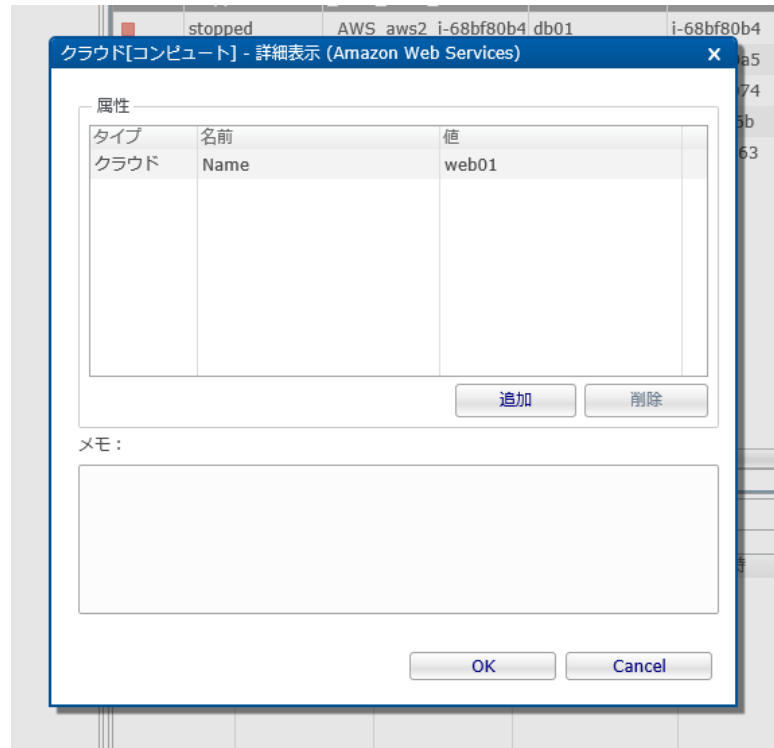 stopped AWS_aws2_i-68bf80b4 db01 i-68bf80b4
クラウド[コンピュート] - 詳細表示 (Amazon Web Services) x
属性
タイプ 名前 値
クラウド Name web01
追加 削除
メモ：
OK Cancel